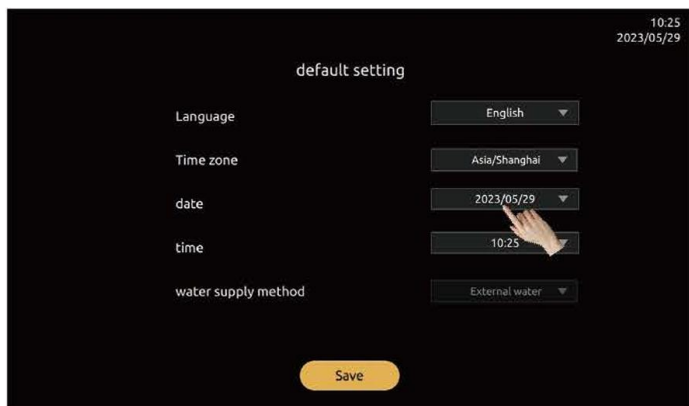 10:25
2023/05/29
default setting
Language
English
Time zone
Asia/Shanghai
date
2023/05/29
time
10:25
water supply method
External water
Save